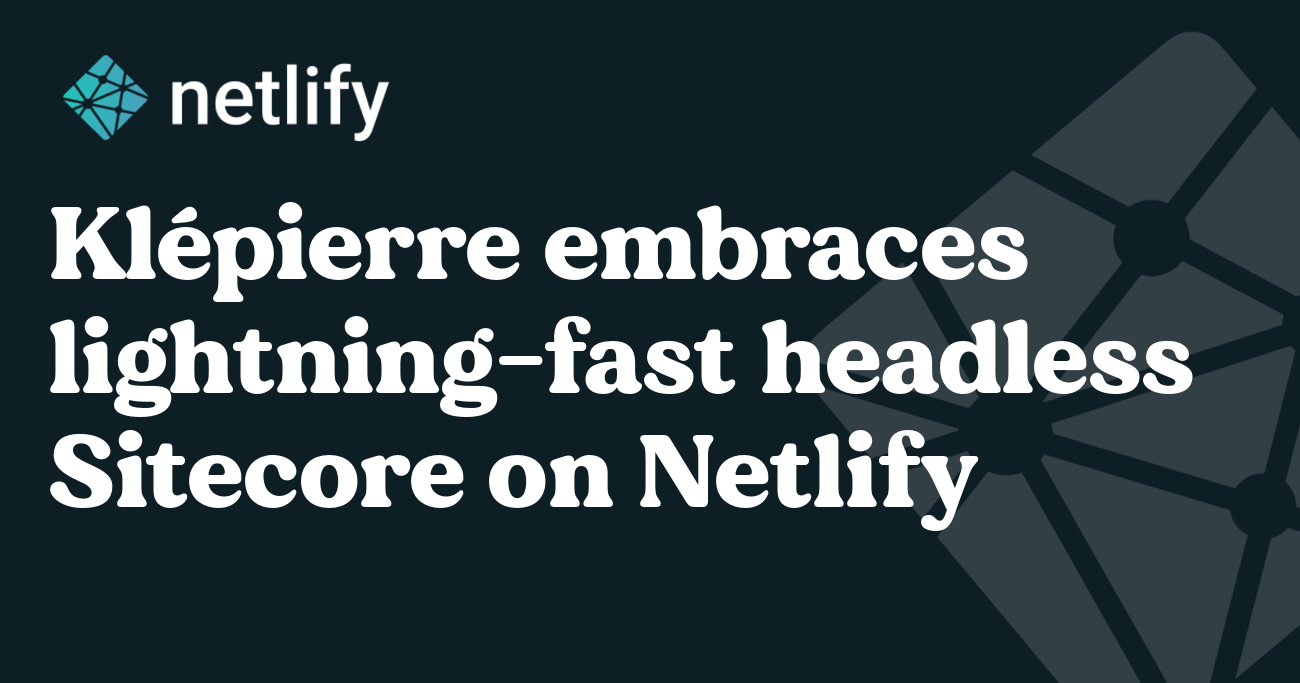 netlify
Klépierre embraces
lightning-fast headless
Sitecore on Netlify